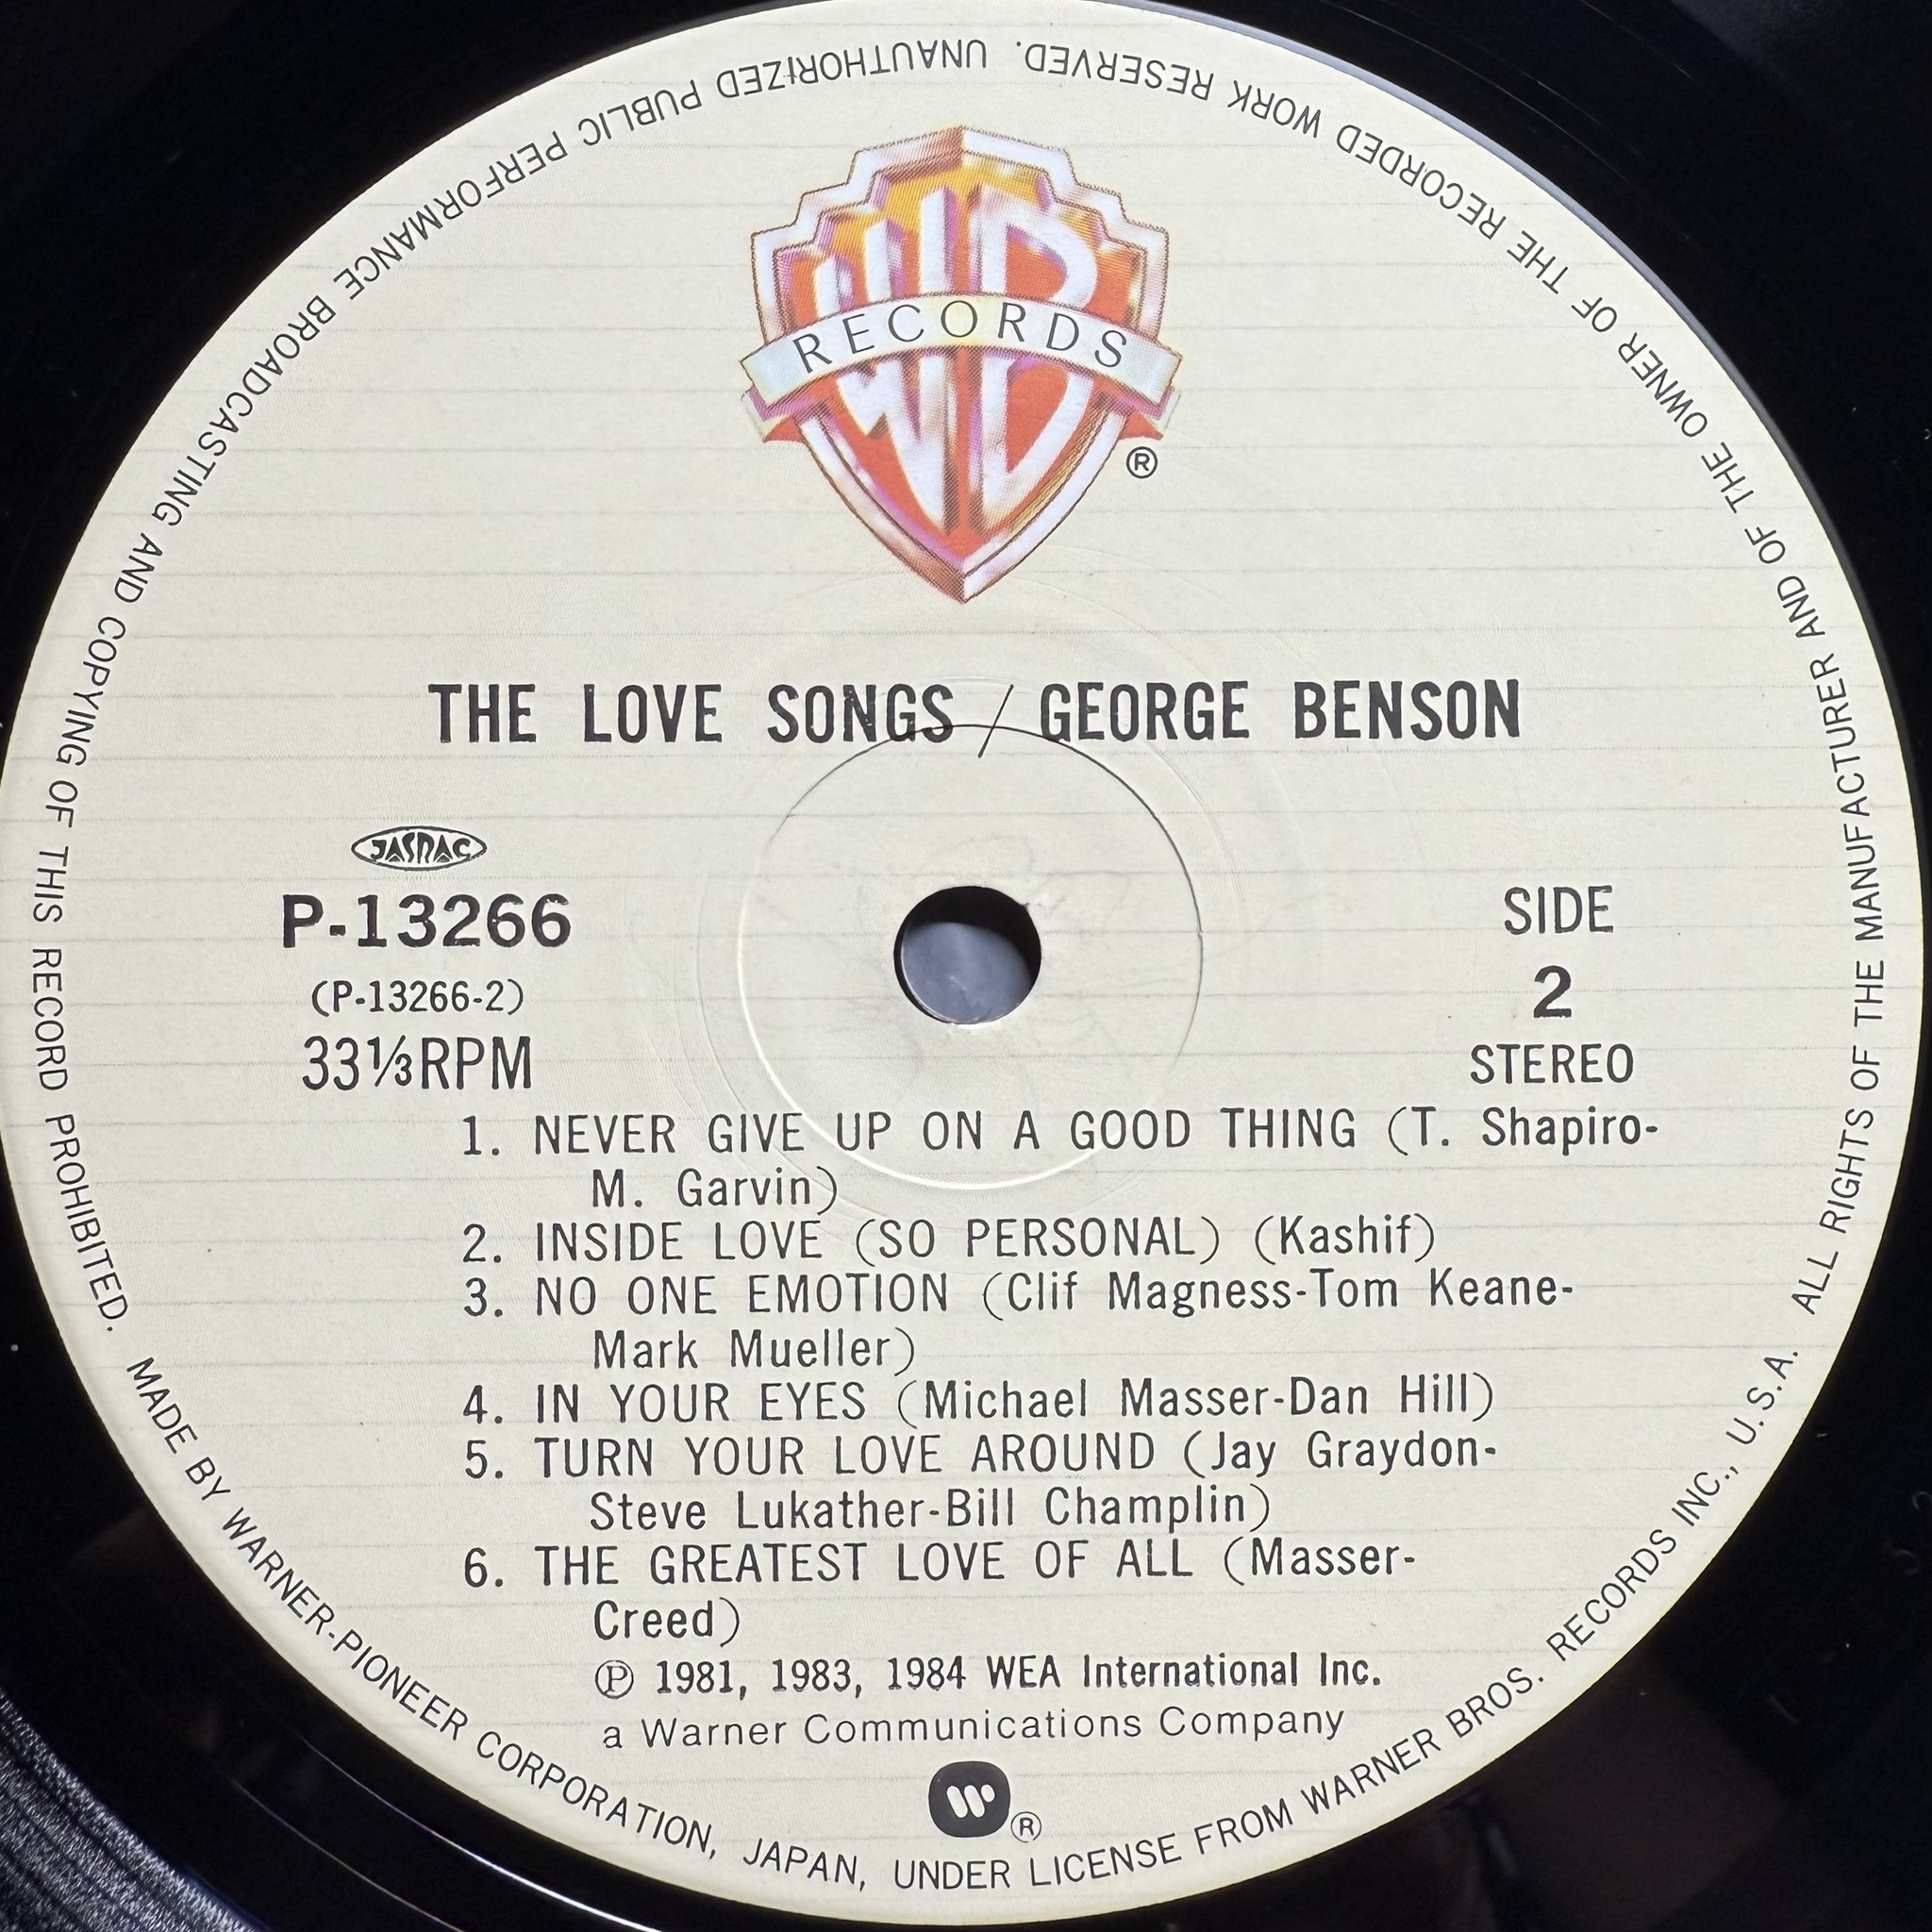 WB
RECORDS
®
THE LOVE SONGS / GEORGE BENSON
JASRAC
P-13266
(P-13266-2)
33⅓RPM
SIDE
2
STEREO
1. NEVER GIVE UP ON A GOOD THING (T. Shapiro-
M. Garvin)
2. INSIDE LOVE (SO PERSONAL) (Kashif)
3. NO ONE EMOTION (Clif Magness-Tom Keane-
Mark Mueller)
4. IN YOUR EYES (Michael Masser-Dan Hill)
5. TURN YOUR LOVE AROUND (Jay Graydon-
Steve Lukather-Bill Champlin)
6. THE GREATEST LOVE OF ALL (Masser-
Creed)
℗ 1981, 1983, 1984 WEA International Inc.
a Warner Communications Company
W®
MADE BY WARNER-PIONEER CORPORATION, JAPAN, UNDER LICENSE FROM WARNER BROS. RECORDS INC., U.S.A. ALL RIGHTS OF THE MANUFACTURER AND OF THE OWNER OF THE RECORDED WORK RESERVED. UNAUTHORIZED PUBLIC PERFORMANCE BROADCASTING AND COPYING OF THIS RECORD PROHIBITED.